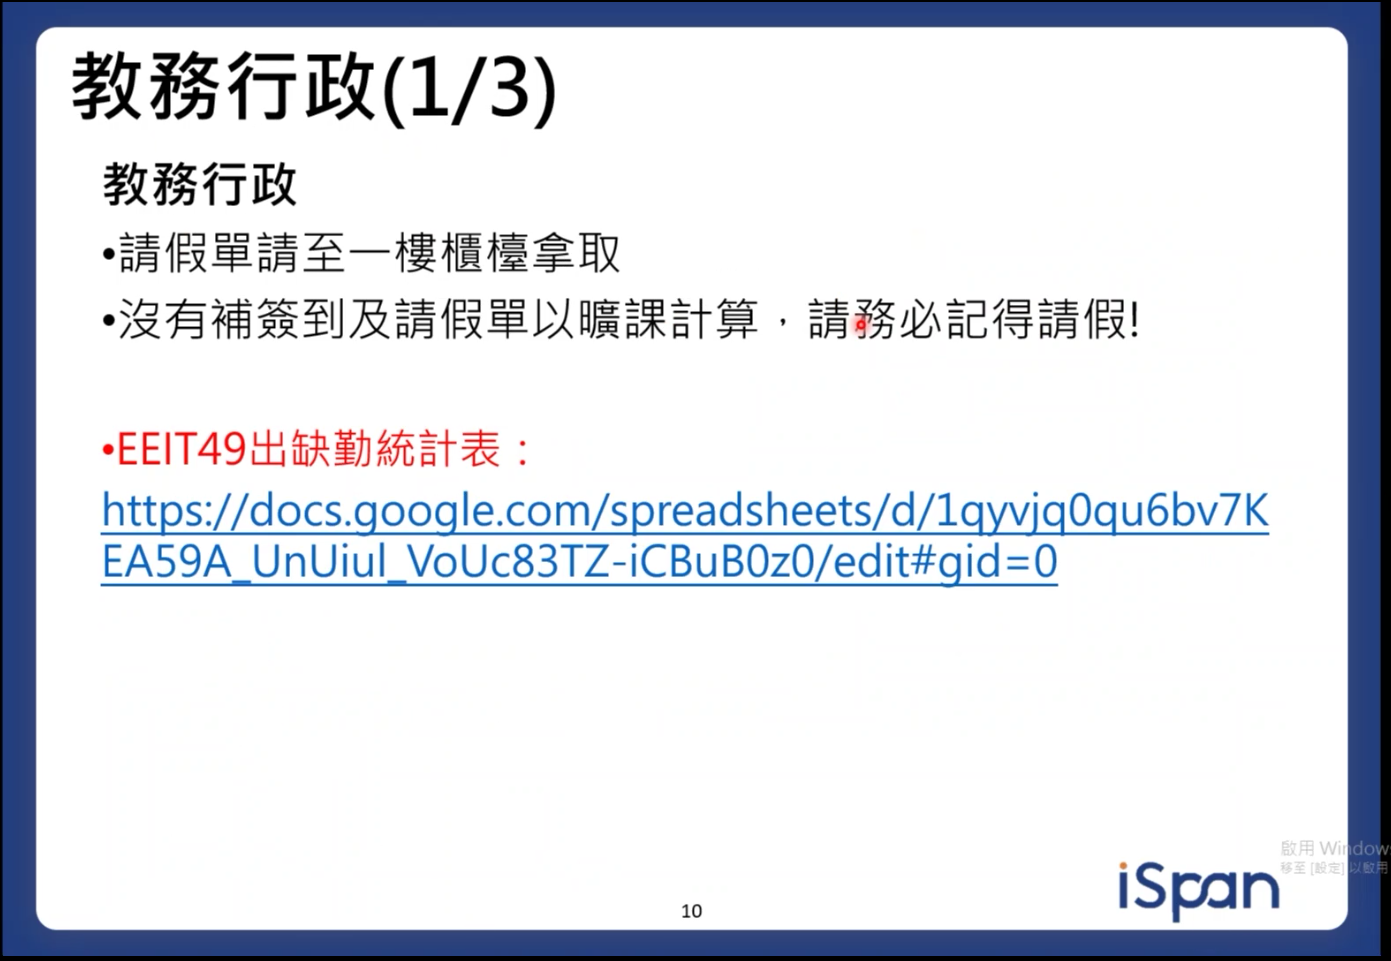 教務行政(1/3)
教務行政
•請假單請至一樓櫃檯拿取
•沒有補簽到及請假單以曠課計算，請務必記得請假!
•EEIT49出缺勤統計表：
https://docs.google.com/spreadsheets/d/1qyvjq0qu6bv7K
EA59A_UnUiul_VoUc83TZ-iCBuB0z0/edit#gid=0
啟用 Windows
移至 [設定] 以啟用
iSpan
10